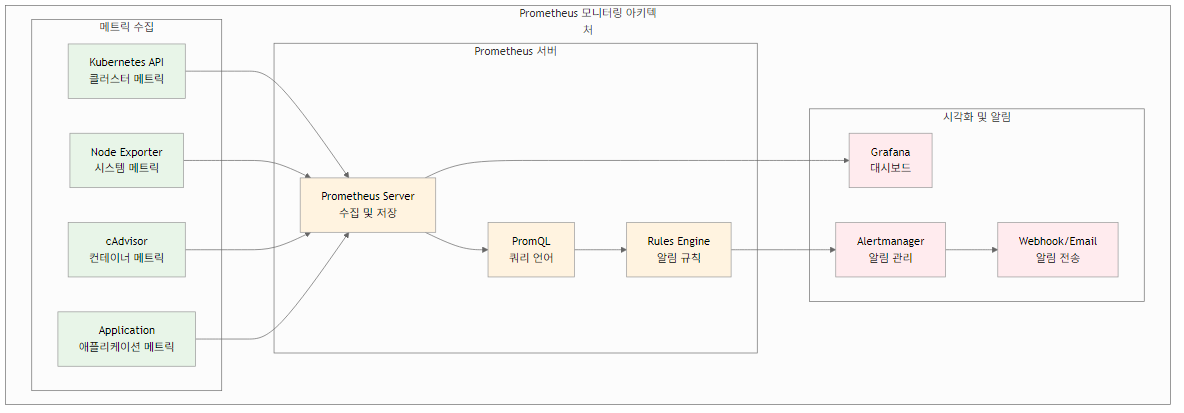 Prometheus 모니터링 아키텍
처
메트릭 수집
Kubernetes API
클러스터 메트릭
Node Exporter
시스템 메트릭
cAdvisor
컨테이너 메트릭
Application
애플리케이션 메트릭
Prometheus 서버
Prometheus Server
수집 및 저장
PromQL
쿼리 언어
Rules Engine
알림 규칙
시각화 및 알림
Grafana
대시보드
Alertmanager
알림 관리
Webhook/Email
알림 전송